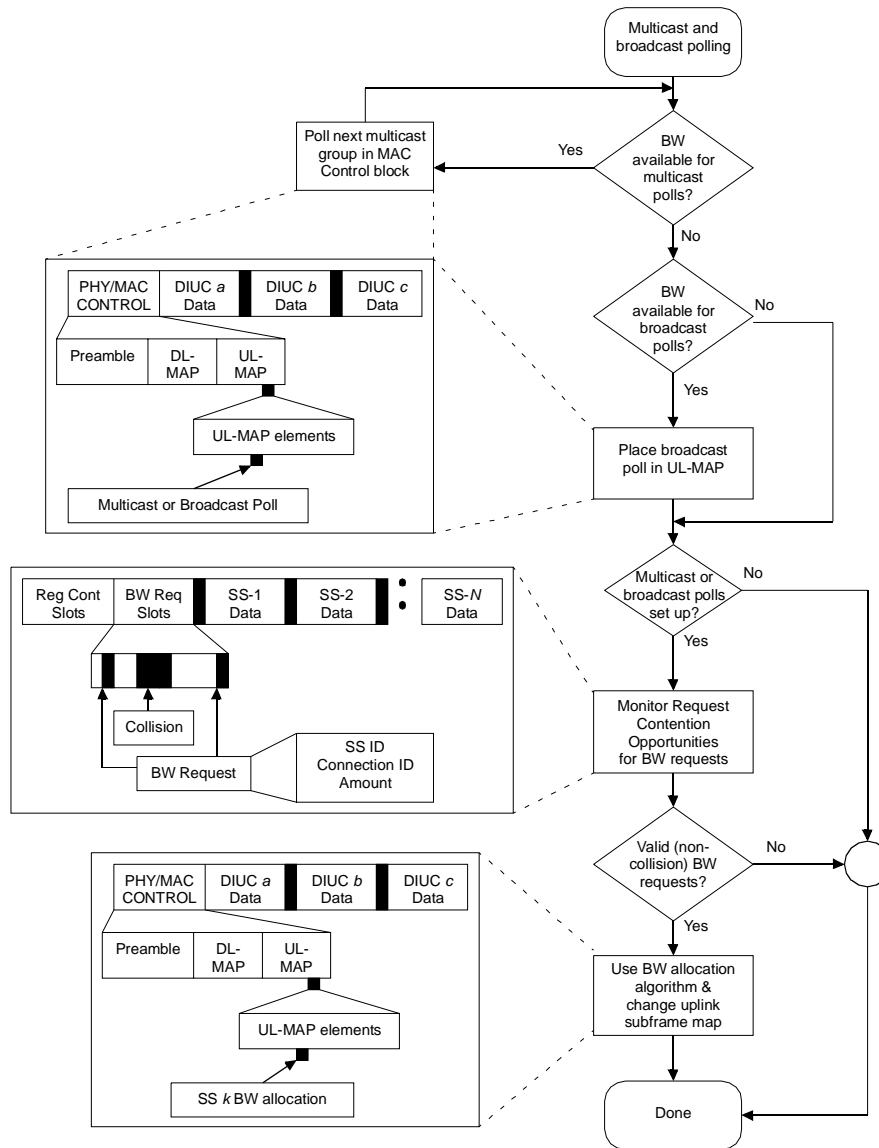 Multicast and
broadcast polling
Poll next multicast
group in MAC
Control block
Yes
BW
available for
multicast
polls?
No
PHY/MAC
CONTROL
DIUC a
Data
DIUC b
Data
DIUC c
Data
Preamble
DL-
MAP
UL-
MAP
UL-MAP elements
Multicast or Broadcast Poll
BW
available for
broadcast
polls?
No
Yes
Place broadcast
poll in UL-MAP
Reg Cont
Slots
BW Req
Slots
SS-1
Data
SS-2
Data
SS-N
Data
Collision
BW Request
SS ID
Connection ID
Amount
Multicast or
broadcast polls
set up?
No
Yes
Monitor Request
Contention
Opportunities
for BW requests
Valid (non-
collision) BW
requests?
No
Yes
PHY/MAC
CONTROL
DIUC a
Data
DIUC b
Data
DIUC c
Data
Preamble
DL-
MAP
UL-
MAP
UL-MAP elements
SS k BW allocation
Use BW allocation
algorithm &
change uplink
subframe map
Done